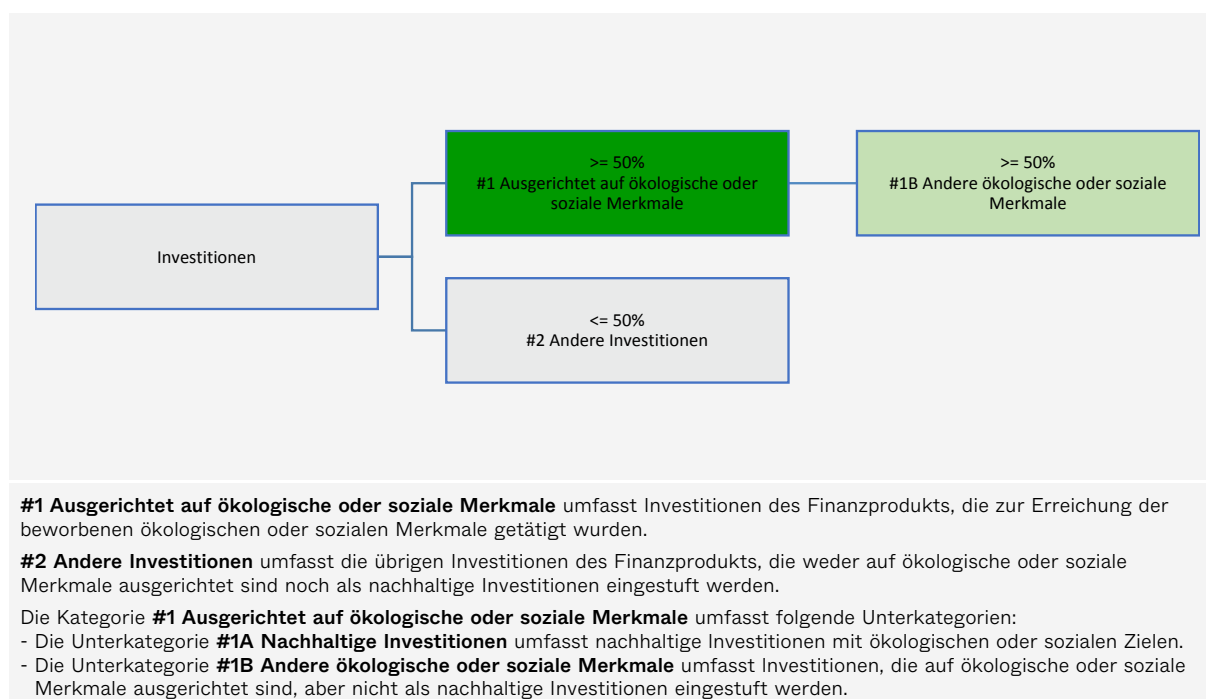 >= 50%
#1 Ausgerichtet auf ökologische oder
soziale Merkmale
>= 50%
#1B Andere ökologische oder soziale
Merkmale
Investitionen
<= 50%
#2 Andere Investitionen
#1 Ausgerichtet auf ökologische oder soziale Merkmale umfasst Investitionen des Finanzprodukts, die zur Erreichung der
beworbenen ökologischen oder sozialen Merkmale getätigt wurden.
#2 Andere Investitionen umfasst die übrigen Investitionen des Finanzprodukts, die weder auf ökologische oder soziale
Merkmale ausgerichtet sind noch als nachhaltige Investitionen eingestuft werden.
Die Kategorie #1 Ausgerichtet auf ökologische oder soziale Merkmale umfasst folgende Unterkategorien:
- Die Unterkategorie #1A Nachhaltige Investitionen umfasst nachhaltige Investitionen mit ökologischen oder sozialen Zielen.
- Die Unterkategorie #1B Andere ökologische oder soziale Merkmale umfasst Investitionen, die auf ökologische oder soziale
Merkmale ausgerichtet sind, aber nicht als nachhaltige Investitionen eingestuft werden.